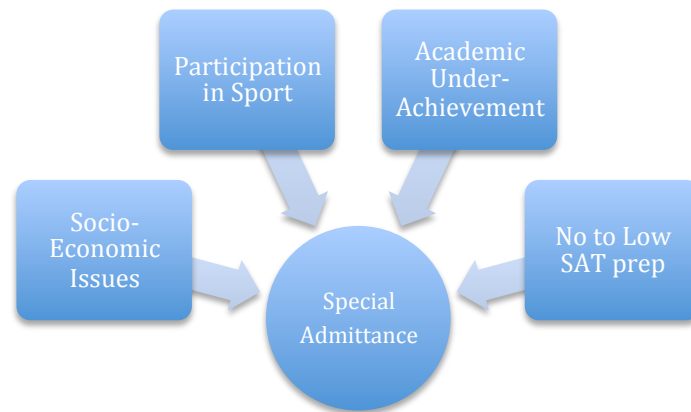 Participation
in Sport
Academic
Under-
Achievement
Socio-
Economic
Issues
No to Low
SAT prep
Special
Admittance